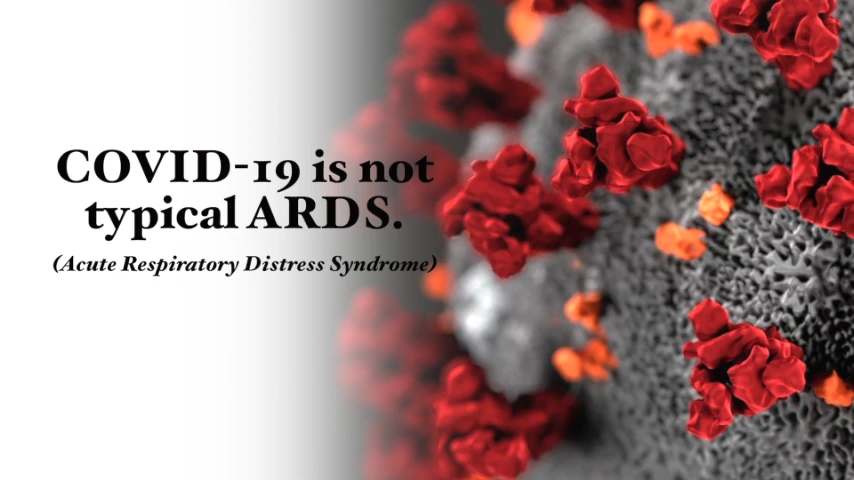 COVID-19 is not
typical ARDS.
(Acute Respiratory Distress Syndrome)